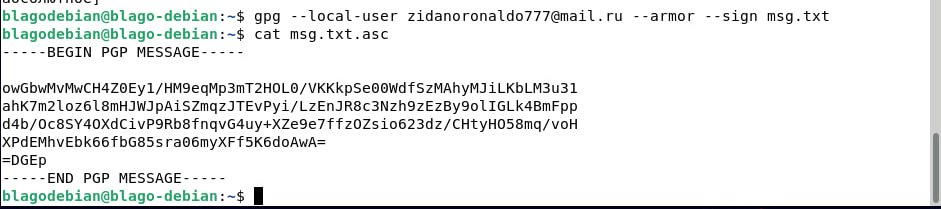 blagodebian@blago-debian:~$ gpg --local-user zidanoronaldo777@mail.ru --armor --sign msg.txt
blagodebian@blago-debian:~$ cat msg.txt.asc
-----BEGIN PGP MESSAGE-----
owGbwMvMwCH4Z0Ey1/HM9eqMp3mT2HOL0/VKKkpSe00WdfSzMAhyMJiLKbLM3u31
ahK7m2loz6l8mHJWJpAiSZmqzJTEvPyi/LzEnJR8c3Nzh9zEzBy9olIGLk4BmFpp
d4b/Oc8SY4OXdCivP9Rb8fnqvG4uy+XZe9e7ffzOZsio623dz/CHtyHO58mq/voH
XPdEMhvEbk66fbG85sra06myXFf5K6doAwA=
=DGEp
-----END PGP MESSAGE-----
blagodebian@blago-debian:~$